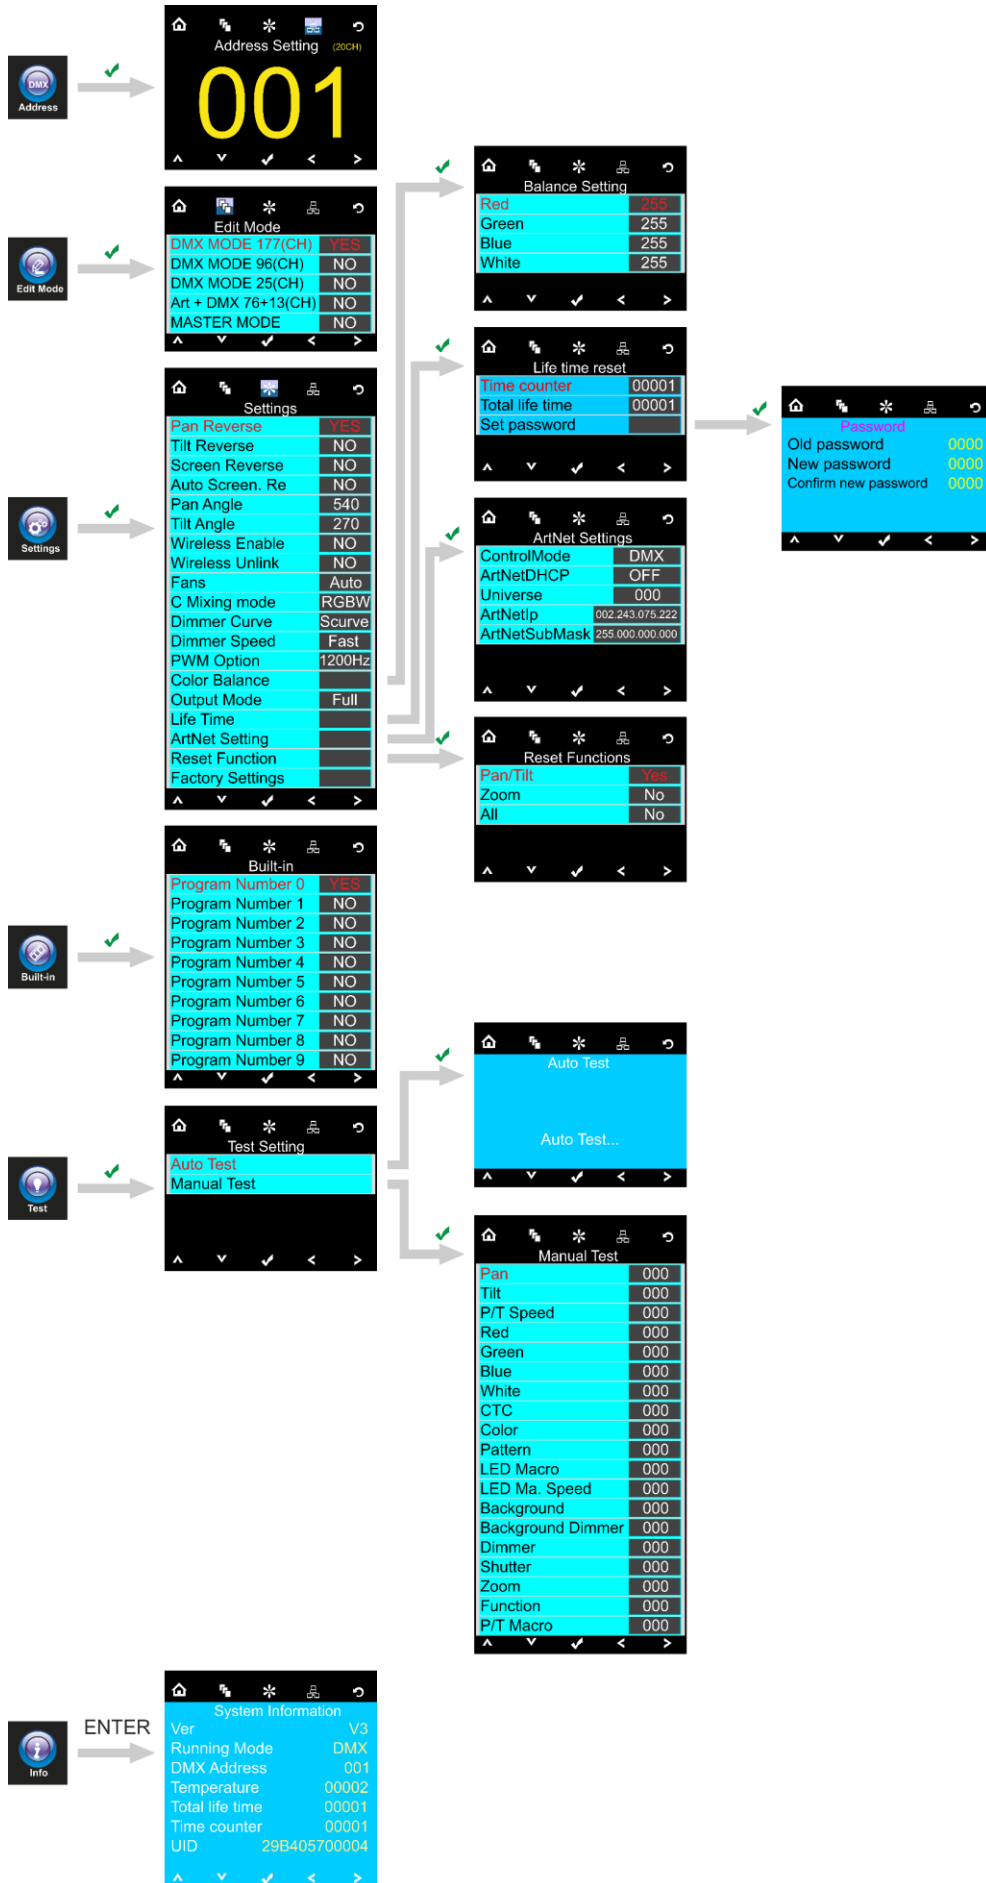 DMX
Address
Address Setting (20CH)
001
Edit Mode
Edit Mode
DMX MODE 177(CH) YES
DMX MODE 96(CH) NO
DMX MODE 25(CH) NO
Art + DMX 76+13(CH) NO
MASTER MODE NO
Settings
Settings
Pan Reverse YES
Tilt Reverse NO
Screen Reverse NO
Auto Screen. Re NO
Pan Angle 540
Tilt Angle 270
Wireless Enable NO
Wireless Unlink NO
Fans Auto
C Mixing mode RGBW
Dimmer Curve Scurve
Dimmer Speed Fast
PWM Option 1200Hz
Color Balance
Output Mode Full
Life Time
ArtNet Setting
Reset Function
Factory Settings
Balance Setting
Red 255
Green 255
Blue 255
White 255
Life time reset
Time counter 00001
Total life time 00001
Set password
Password
Old password 0000
New password 0000
Confirm new password 0000
ArtNet Settings
ControlMode DMX
ArtNetDHCP OFF
Universe 000
ArtNetIp 002.243.075.222
ArtNetSubMask 255.000.000.000
Reset Functions
Pan/Tilt Yes
Zoom No
All No
Built-in
Built-in
Program Number 0 YES
Program Number 1 NO
Program Number 2 NO
Program Number 3 NO
Program Number 4 NO
Program Number 5 NO
Program Number 6 NO
Program Number 7 NO
Program Number 8 NO
Program Number 9 NO
Test
Test Setting
Auto Test
Manual Test
Auto Test
Auto Test...
Manual Test
Pan 000
Tilt 000
P/T Speed 000
Red 000
Green 000
Blue 000
White 000
CTC 000
Color 000
Pattern 000
LED Macro 000
LED Ma. Speed 000
Background 000
Background Dimmer 000
Dimmer 000
Shutter 000
Zoom 000
Function 000
P/T Macro 000
Info
ENTER
System Information
Ver V3
Running Mode DMX
DMX Address 001
Temperature 00002
Total life time 00001
Time counter 00001
UID 29B405700004